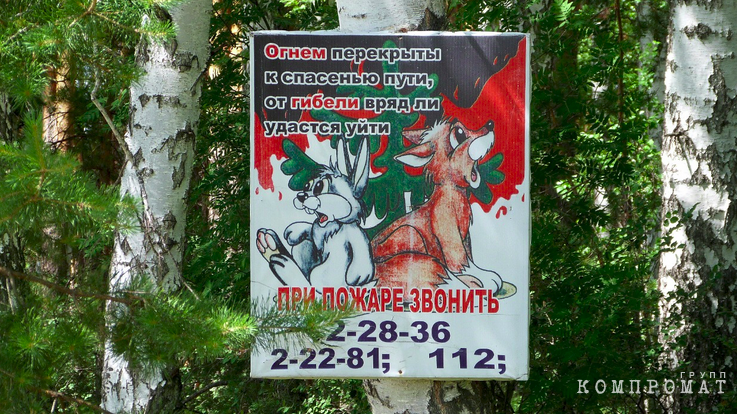 Огнем перекрыты
к спасенью пути,
от гибели вряд ли
удастся уйти
ПРИ ПОЖАРЕ ЗВОНИТЬ
2-28-36
2-22-81; 112;
ГРУПП
КОМПРОМАТ